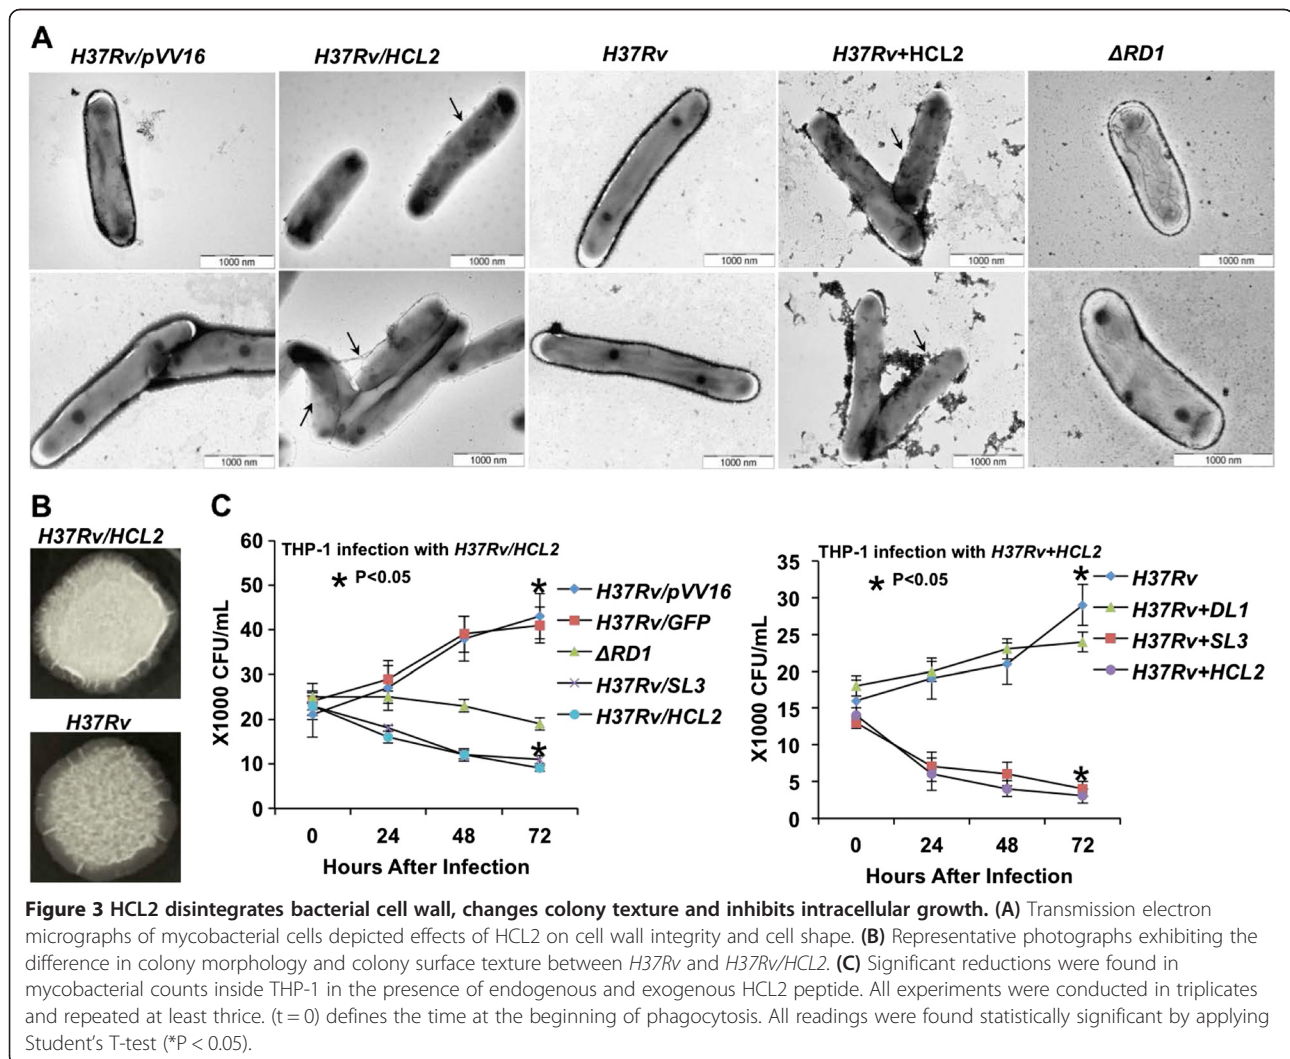 A
H37Rv/pVV16 H37Rv/HCL2 H37Rv H37Rv+HCL2 ΔRD1
1000 nm 1000 nm 1000 nm 1000 nm 1000 nm
1000 nm 1000 nm 1000 nm 1000 nm 1000 nm
B
H37Rv/HCL2
H37Rv
C
THP-1 infection with H37Rv/HCL2
* P<0.05
X1000 CFU/mL
60
50
40
30
20
10
0
0 24 48 72
Hours After Infection
*
*
H37Rv/pVV16
H37Rv/GFP
ΔRD1
H37Rv/SL3
H37Rv/HCL2
THP-1 infection with H37Rv+HCL2
* P<0.05
X1000 CFU/mL
35
30
25
20
15
10
5
0
0 24 48 72
Hours After Infection
*
*
H37Rv
H37Rv+DL1
H37Rv+SL3
H37Rv+HCL2
Figure 3 HCL2 disintegrates bacterial cell wall, changes colony texture and inhibits intracellular growth. (A) Transmission electron
micrographs of mycobacterial cells depicted effects of HCL2 on cell wall integrity and cell shape. (B) Representative photographs exhibiting the
difference in colony morphology and colony surface texture between H37Rv and H37Rv/HCL2. (C) Significant reductions were found in
mycobacterial counts inside THP-1 in the presence of endogenous and exogenous HCL2 peptide. All experiments were conducted in triplicates
and repeated at least thrice. (t = 0) defines the time at the beginning of phagocytosis. All readings were found statistically significant by applying
Student's T-test (*P < 0.05).